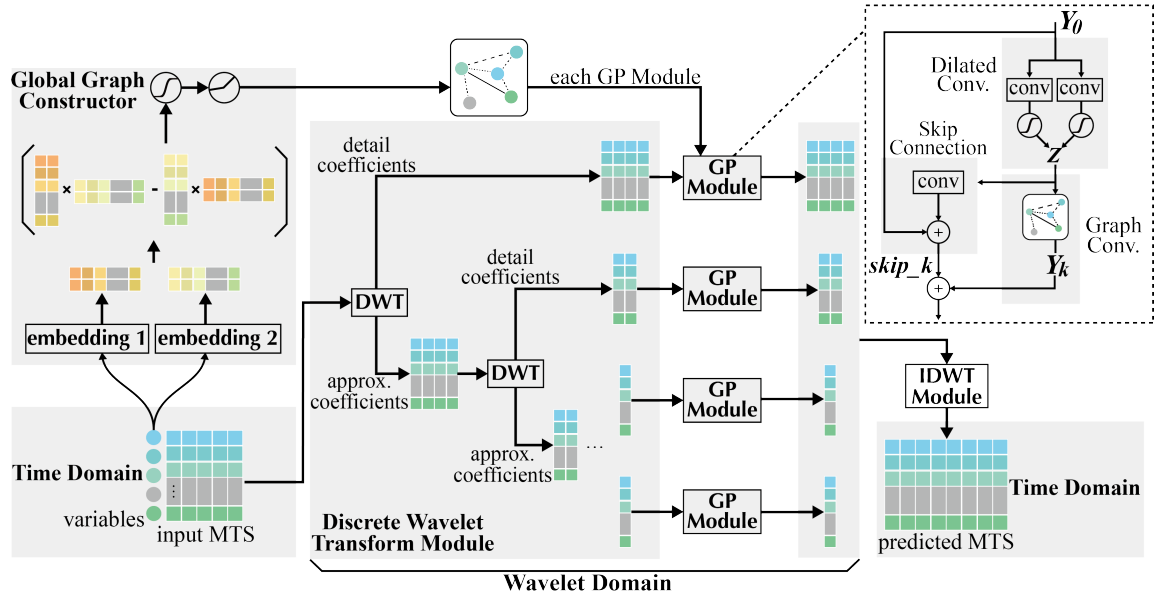 Global Graph
Constructor
×
-
×
embedding 1
embedding 2
Time Domain
variables
⋮
input MTS
each GP Module
detail
coefficients
DWT
approx.
coefficients
detail
coefficients
DWT
approx.
coefficients
...
GP
Module
GP
Module
GP
Module
GP
Module
Discrete Wavelet
Transform Module
Wavelet Domain
Y0
Dilated
Conv.
conv
conv
Z
Skip
Connection
conv
+
Graph
Conv.
skip_k
Yk
+
IDWT
Module
Time Domain
predicted MTS